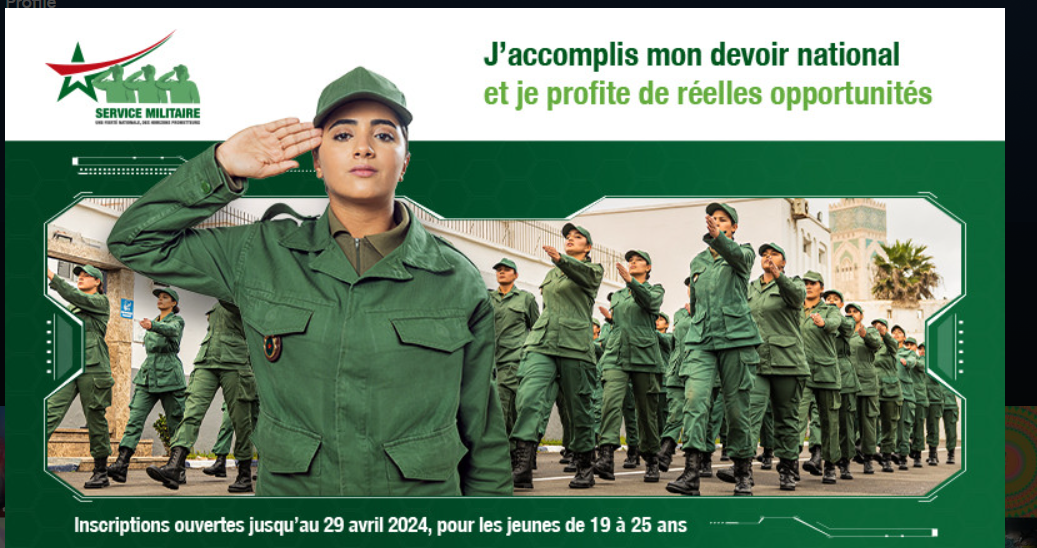 Profile
J'accomplis mon devoir national
et je profite de réelles opportunités
SERVICE MILITAIRE
UNE FIERTÉ NATIONALE, DES HORIZONS PROMETTEURS
Inscriptions ouvertes jusqu'au 29 avril 2024, pour les jeunes de 19 à 25 ans